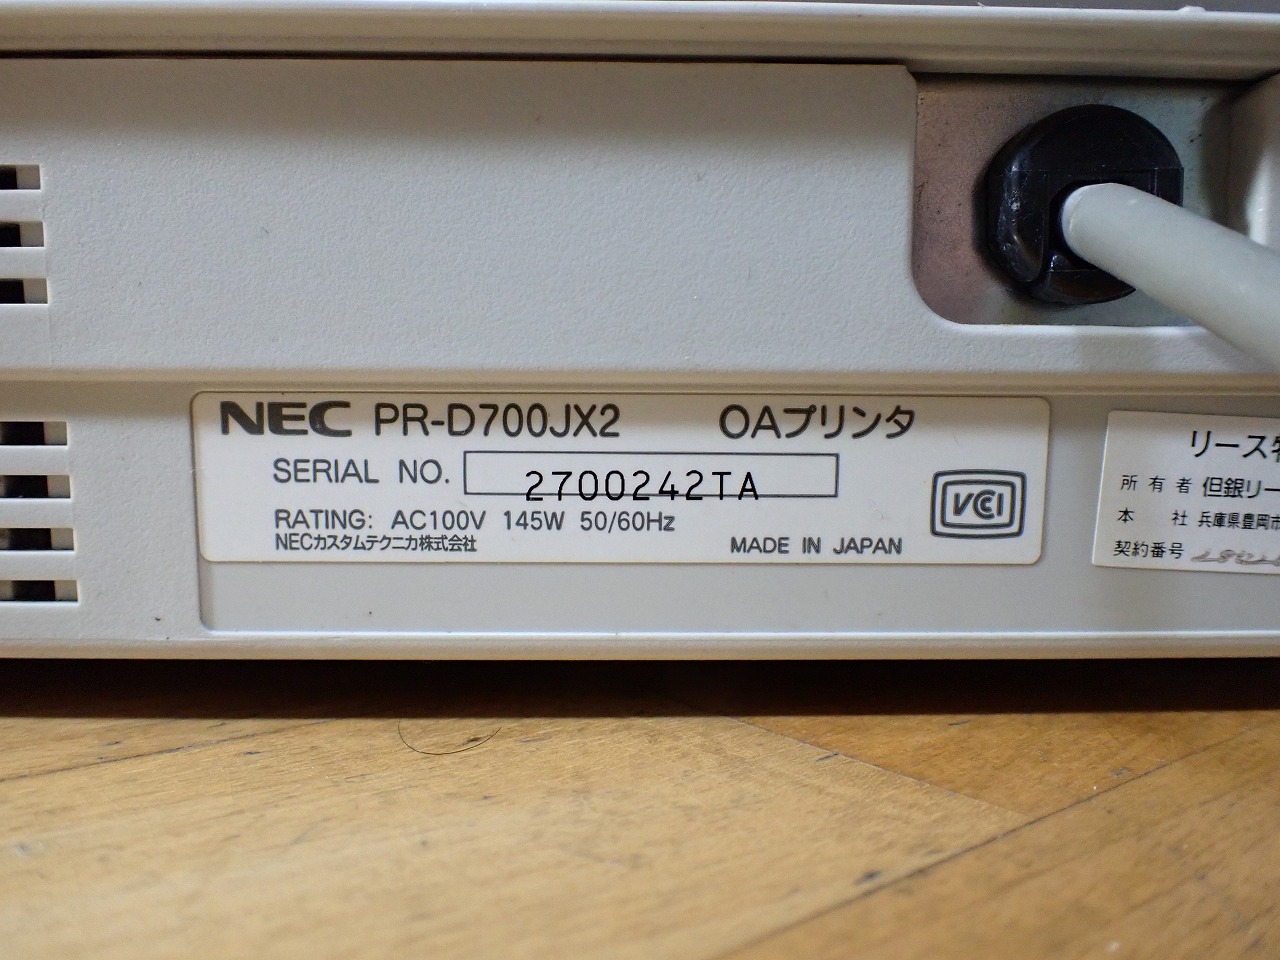 NEC PR-D700JX2 OAプリンタ
SERIAL NO. 2700242TA
RATING: AC100V 145W 50/60Hz
NECカスタムテクニカ株式会社
MADE IN JAPAN
VCCI
リース
所有者 但銀リー
本 社 兵庫県豊岡市
契約番号